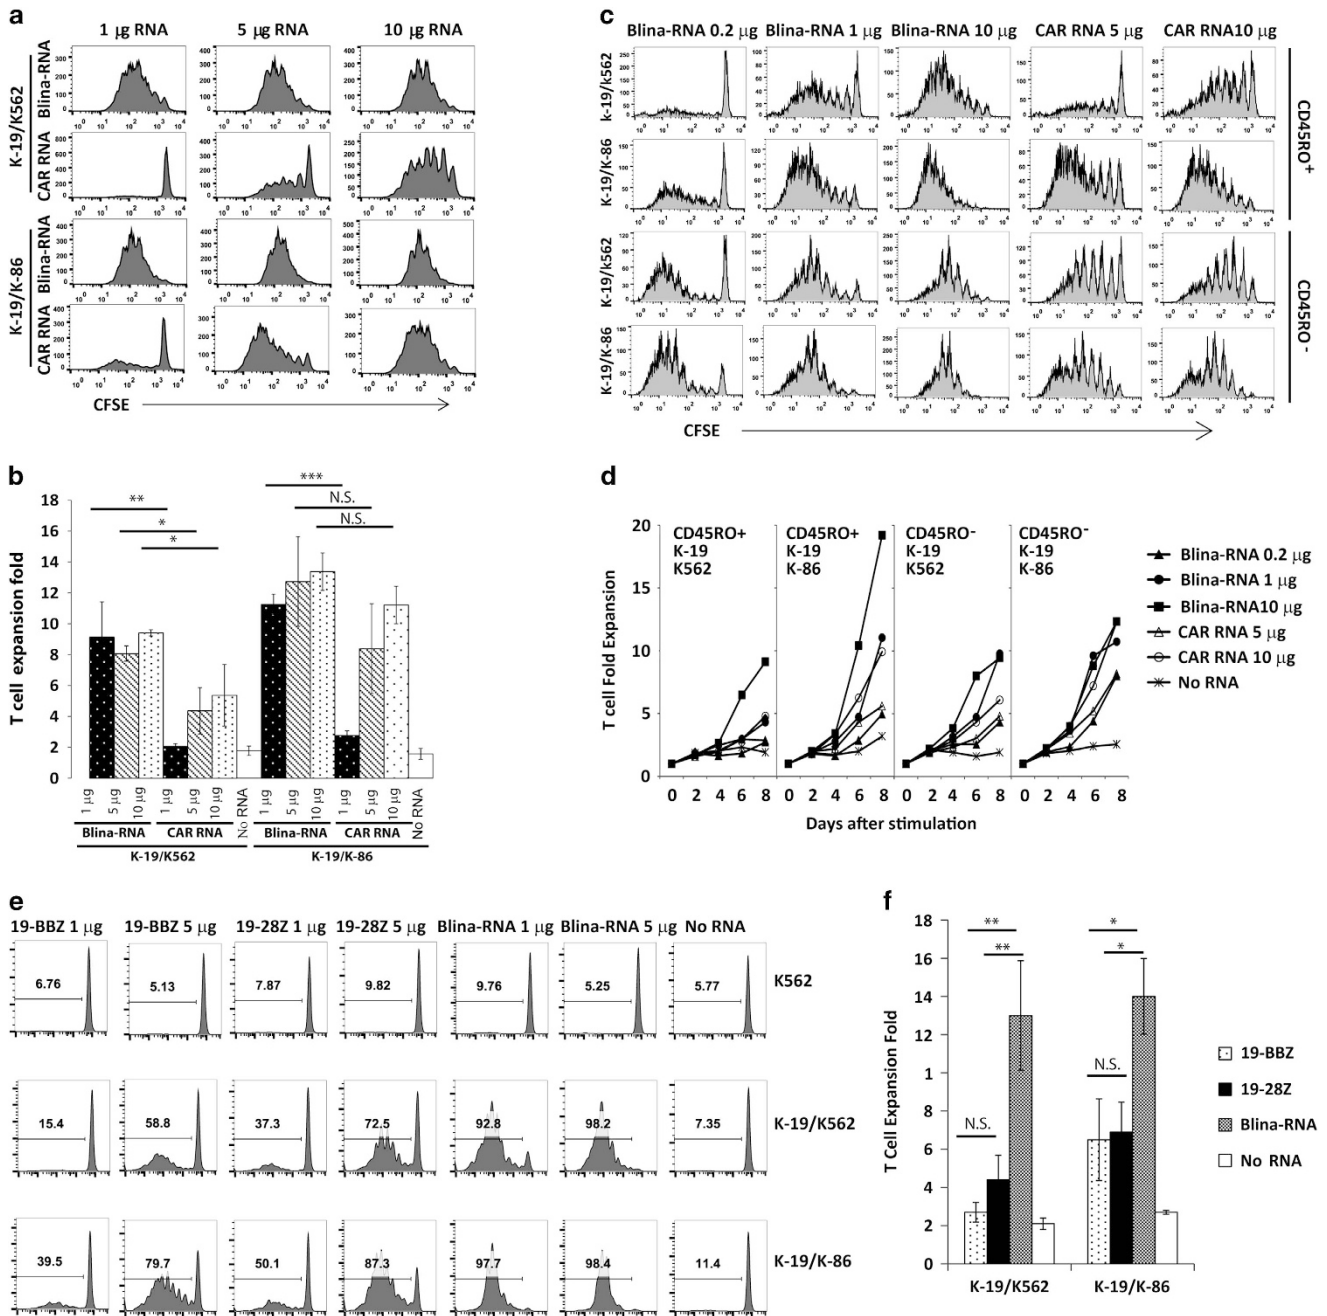 a
1 µg RNA 5 µg RNA 10 µg RNA
K-19/K562
Blina-RNA
CAR RNA
K-19/K-86
Blina-RNA
CAR RNA
CFSE
b
T cell expansion fold
18
16
14
12
10
8
6
4
2
0
** * * *** N.S. N.S.
1 µg 5 µg 10 µg 1 µg 5 µg 10 µg No RNA 1 µg 5 µg 10 µg 1 µg 5 µg 10 µg No RNA
Blina-RNA CAR RNA Blina-RNA CAR RNA
K-19/K562 K-19/K-86
c
Blina-RNA 0.2 µg Blina-RNA 1 µg Blina-RNA 10 µg CAR RNA 5 µg CAR RNA10 µg
K-19/k562
K-19/K-86
K-19/k562
K-19/K-86
CD45RO+
CD45RO-
CFSE
d
T cell Fold Expansion
20
15
10
5
0
CD45RO+ K-19 K562
CD45RO+ K-19 K-86
CD45RO- K-19 K562
CD45RO- K-19 K-86
0 2 4 6 8 0 2 4 6 8 0 2 4 6 8 0 2 4 6 8
Days after stimulation
Blina-RNA 0.2 µg
Blina-RNA 1 µg
Blina-RNA10 µg
CAR RNA 5 µg
CAR RNA 10 µg
No RNA
e
19-BBZ 1 µg 19-BBZ 5 µg 19-28Z 1 µg 19-28Z 5 µg Blina-RNA 1 µg Blina-RNA 5 µg No RNA
6.76 5.13 7.87 9.82 9.76 5.25 5.77 K562
15.4 58.8 37.3 72.5 92.8 98.2 7.35 K-19/K562
39.5 79.7 50.1 87.3 97.7 98.4 11.4 K-19/K-86
f
T Cell Expansion Fold
18
16
14
12
10
8
6
4
2
0
** ** N.S. * * N.S.
K-19/K562 K-19/K-86
19-BBZ
19-28Z
Blina-RNA
No RNA